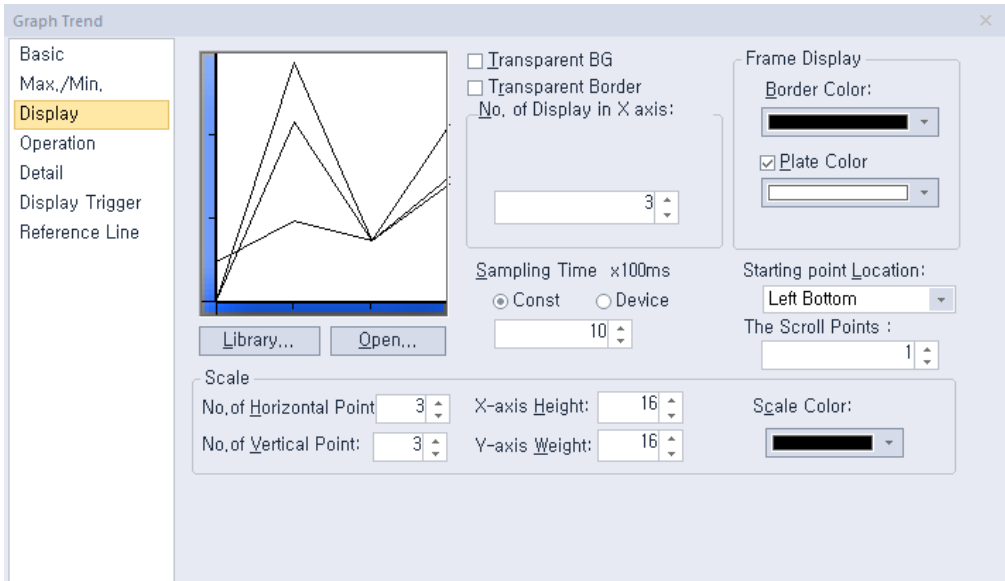 Graph Trend
Basic
Max./Min.
Display
Operation
Detail
Display Trigger
Reference Line
Transparent BG
Transparent Border
No. of Display in X axis:
3
Frame Display
Border Color:
Plate Color
Sampling Time x100ms
Const Device
10
Starting point Location:
Left Bottom
The Scroll Points :
1
Library... Open...
Scale
No.of Horizontal Point 3
X-axis Height: 16
Scale Color:
No.of Vertical Point: 3
Y-axis Weight: 16